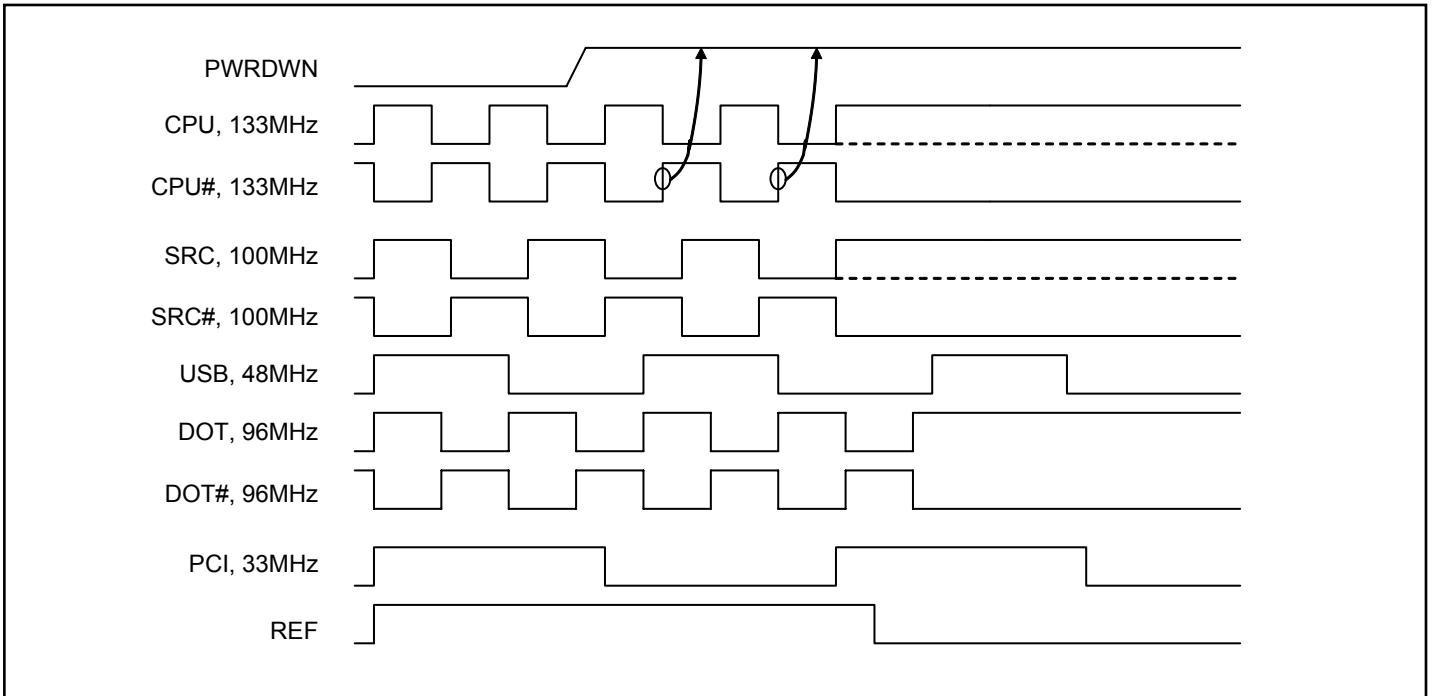 PWRDWN
CPU, 133MHz
CPU#, 133MHz
SRC, 100MHz
SRC#, 100MHz
USB, 48MHz
DOT, 96MHz
DOT#, 96MHz
PCI, 33MHz
REF